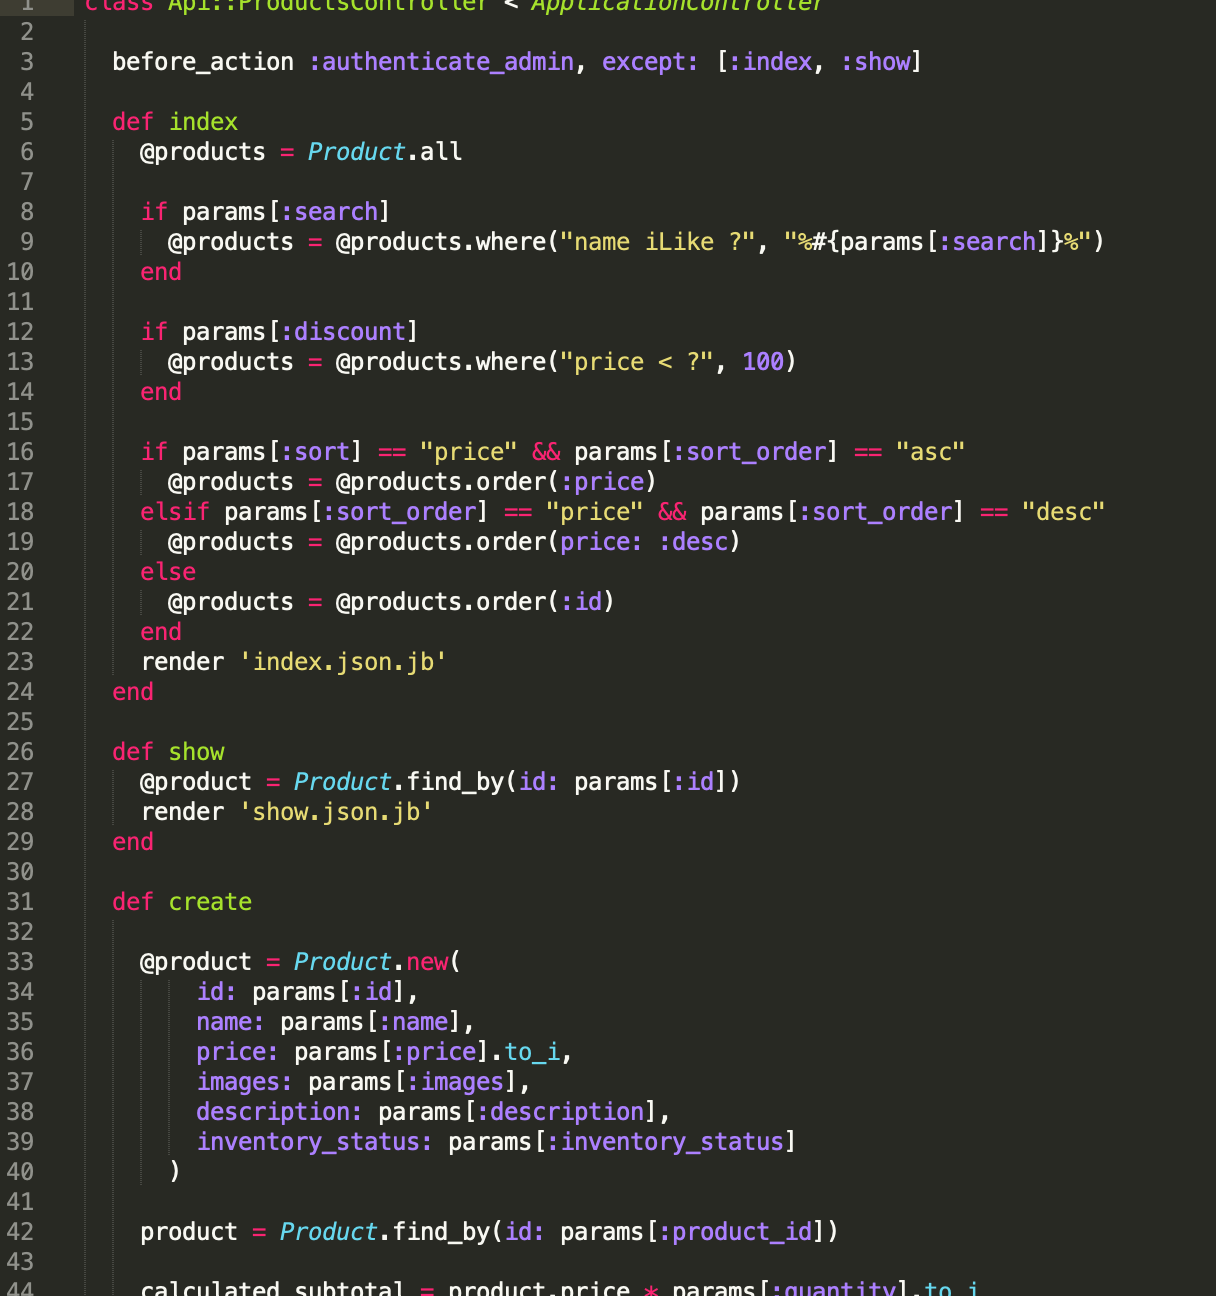 1 class Api::ProductsController < ApplicationController
2
3   before_action :authenticate_admin, except: [:index, :show]
4
5   def index
6     @products = Product.all
7
8     if params[:search]
9       @products = @products.where("name iLike ?", "%#{params[:search]}%")
10     end
11
12     if params[:discount]
13       @products = @products.where("price < ?", 100)
14     end
15
16     if params[:sort] == "price" && params[:sort_order] == "asc"
17       @products = @products.order(:price)
18     elsif params[:sort_order] == "price" && params[:sort_order] == "desc"
19       @products = @products.order(price: :desc)
20     else
21       @products = @products.order(:id)
22     end
23     render 'index.json.jb'
24   end
25
26   def show
27     @product = Product.find_by(id: params[:id])
28     render 'show.json.jb'
29   end
30
31   def create
32
33     @product = Product.new(
34         id: params[:id],
35         name: params[:name],
36         price: params[:price].to_i,
37         images: params[:images],
38         description: params[:description],
39         inventory_status: params[:inventory_status]
40       )
41
42     product = Product.find_by(id: params[:product_id])
43
44     calculated_subtotal = product.price * params[:quantity].to_i